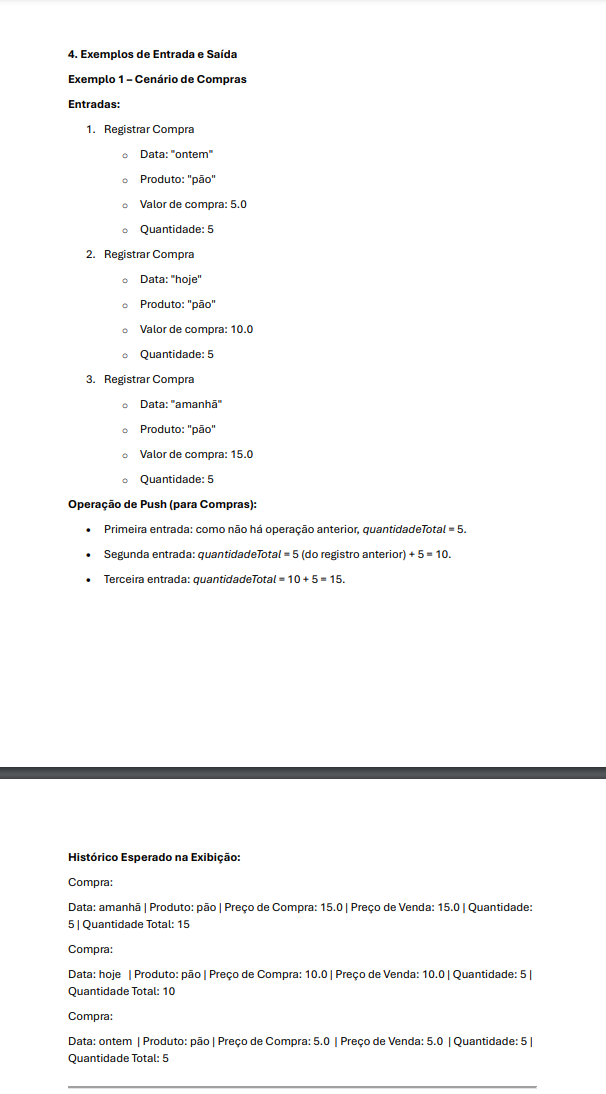 4. Exemplos de Entrada e Saída
Exemplo 1 – Cenário de Compras
Entradas:
1. Registrar Compra
o Data: "ontem"
o Produto: "pão"
o Valor de compra: 5.0
o Quantidade: 5
2. Registrar Compra
o Data: "hoje"
o Produto: "pão"
o Valor de compra: 10.0
o Quantidade: 5
3. Registrar Compra
o Data: "amanhã"
o Produto: "pão"
o Valor de compra: 15.0
o Quantidade: 5
Operação de Push (para Compras):
• Primeira entrada: como não há operação anterior, quantidadeTotal = 5.
• Segunda entrada: quantidadeTotal = 5 (do registro anterior) + 5 = 10.
• Terceira entrada: quantidadeTotal = 10 + 5 = 15.
Histórico Esperado na Exibição:
Compra:
Data: amanhã | Produto: pão | Preço de Compra: 15.0 | Preço de Venda: 15.0 | Quantidade:
5 | Quantidade Total: 15
Compra:
Data: hoje | Produto: pão | Preço de Compra: 10.0 | Preço de Venda: 10.0 | Quantidade: 5 |
Quantidade Total: 10
Compra:
Data: ontem | Produto: pão | Preço de Compra: 5.0 | Preço de Venda: 5.0 | Quantidade: 5 |
Quantidade Total: 5